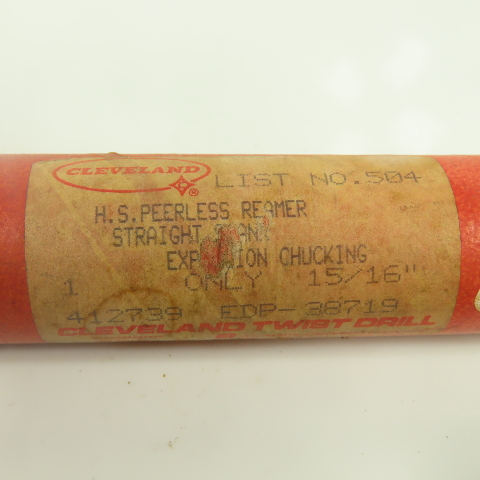 CLEVELAND
LIST NO.504
H.S.PEERLESS REAMER
STRAIGHT
CHUCKING
1 ONLY 15/16"
412739 EDP-38719
CLEVELAND TWIST DRILL